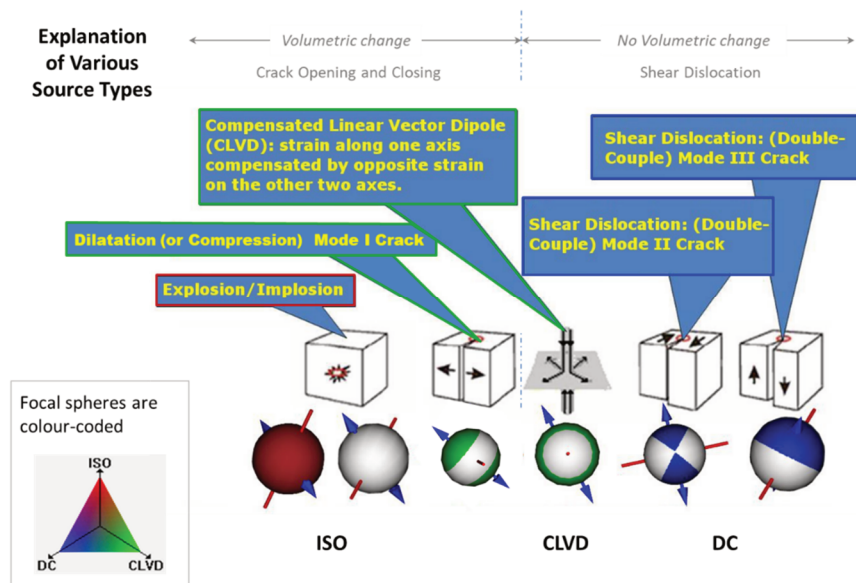 Explanation
of Various
Source Types
Volumetric change
No Volumetric change
Crack Opening and Closing
Shear Dislocation
Compensated Linear Vector Dipole
(CLVD): strain along one axis
compensated by opposite strain
on the other two axes.
Shear Dislocation: (Double-
Couple) Mode III Crack
Dilatation (or Compression) Mode I Crack
Shear Dislocation: (Double-
Couple) Mode II Crack
Explosion/Implosion
Focal spheres are
colour-coded
ISO
DC
CLVD
ISO
CLVD
DC